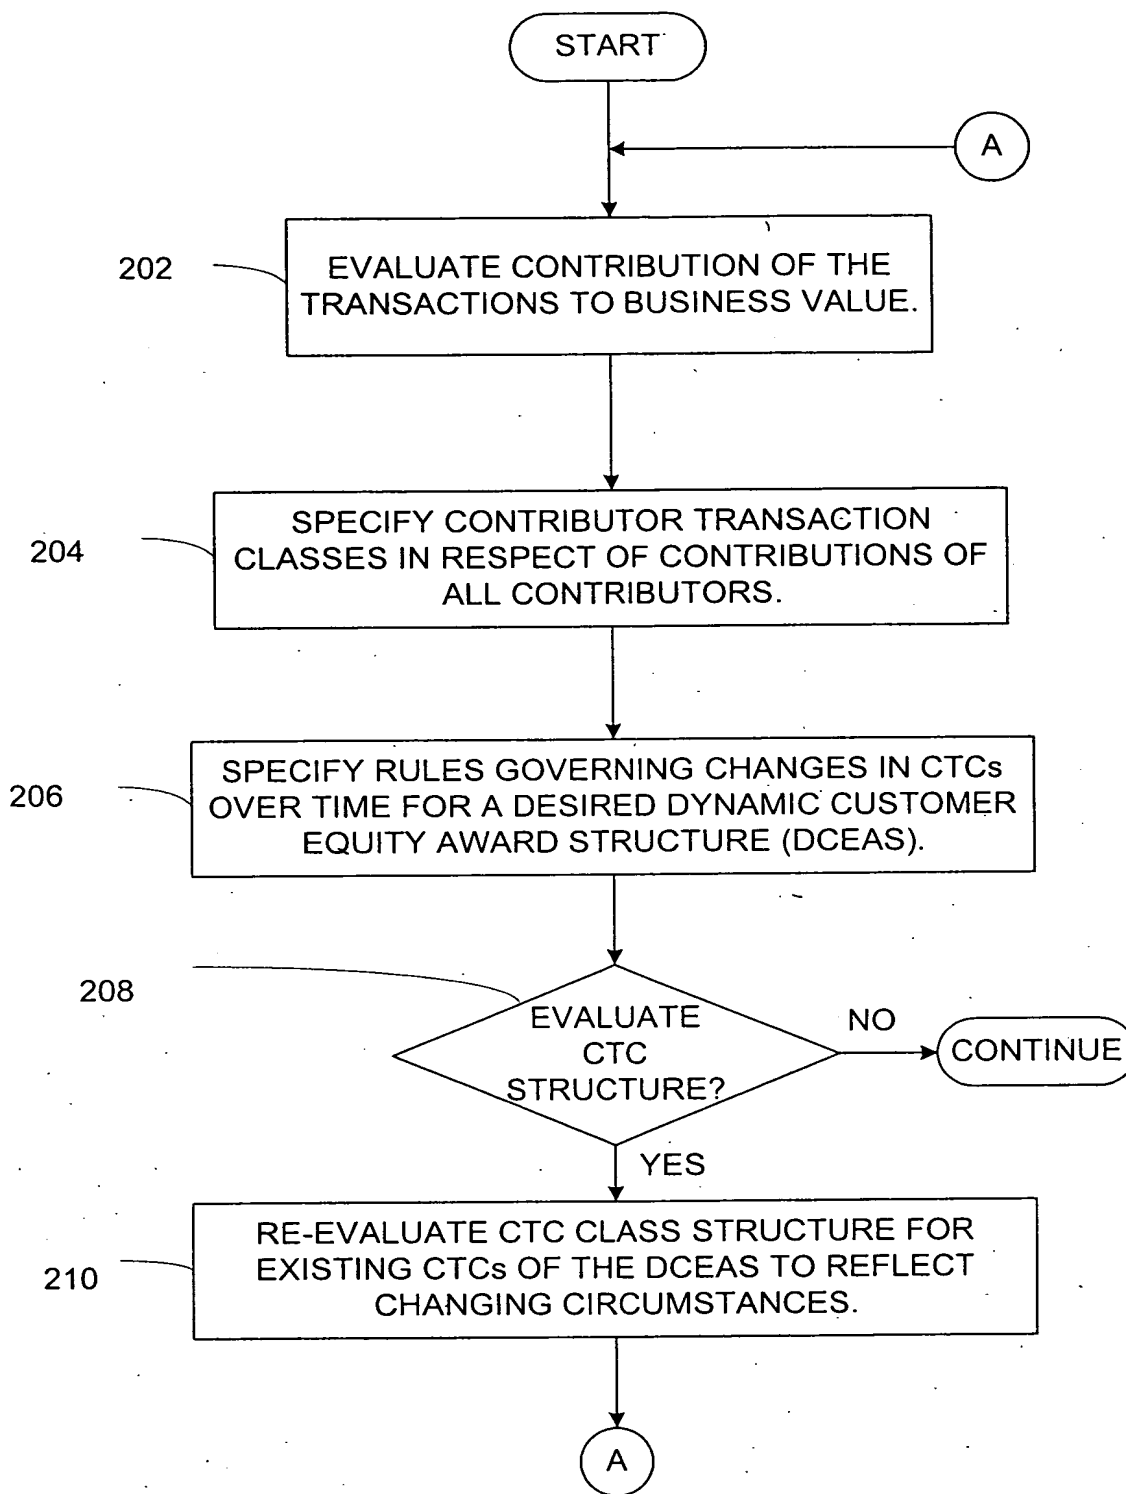 START
A
202
EVALUATE CONTRIBUTION OF THE
TRANSACTIONS TO BUSINESS VALUE.
204
SPECIFY CONTRIBUTOR TRANSACTION
CLASSES IN RESPECT OF CONTRIBUTIONS OF
ALL CONTRIBUTORS.
206
SPECIFY RULES GOVERNING CHANGES IN CTCs
OVER TIME FOR A DESIRED DYNAMIC CUSTOMER
EQUITY AWARD STRUCTURE (DCEAS).
208
EVALUATE
CTC
STRUCTURE?
NO
CONTINUE
YES
210
RE-EVALUATE CTC CLASS STRUCTURE FOR
EXISTING CTCs OF THE DCEAS TO REFLECT
CHANGING CIRCUMSTANCES.
A